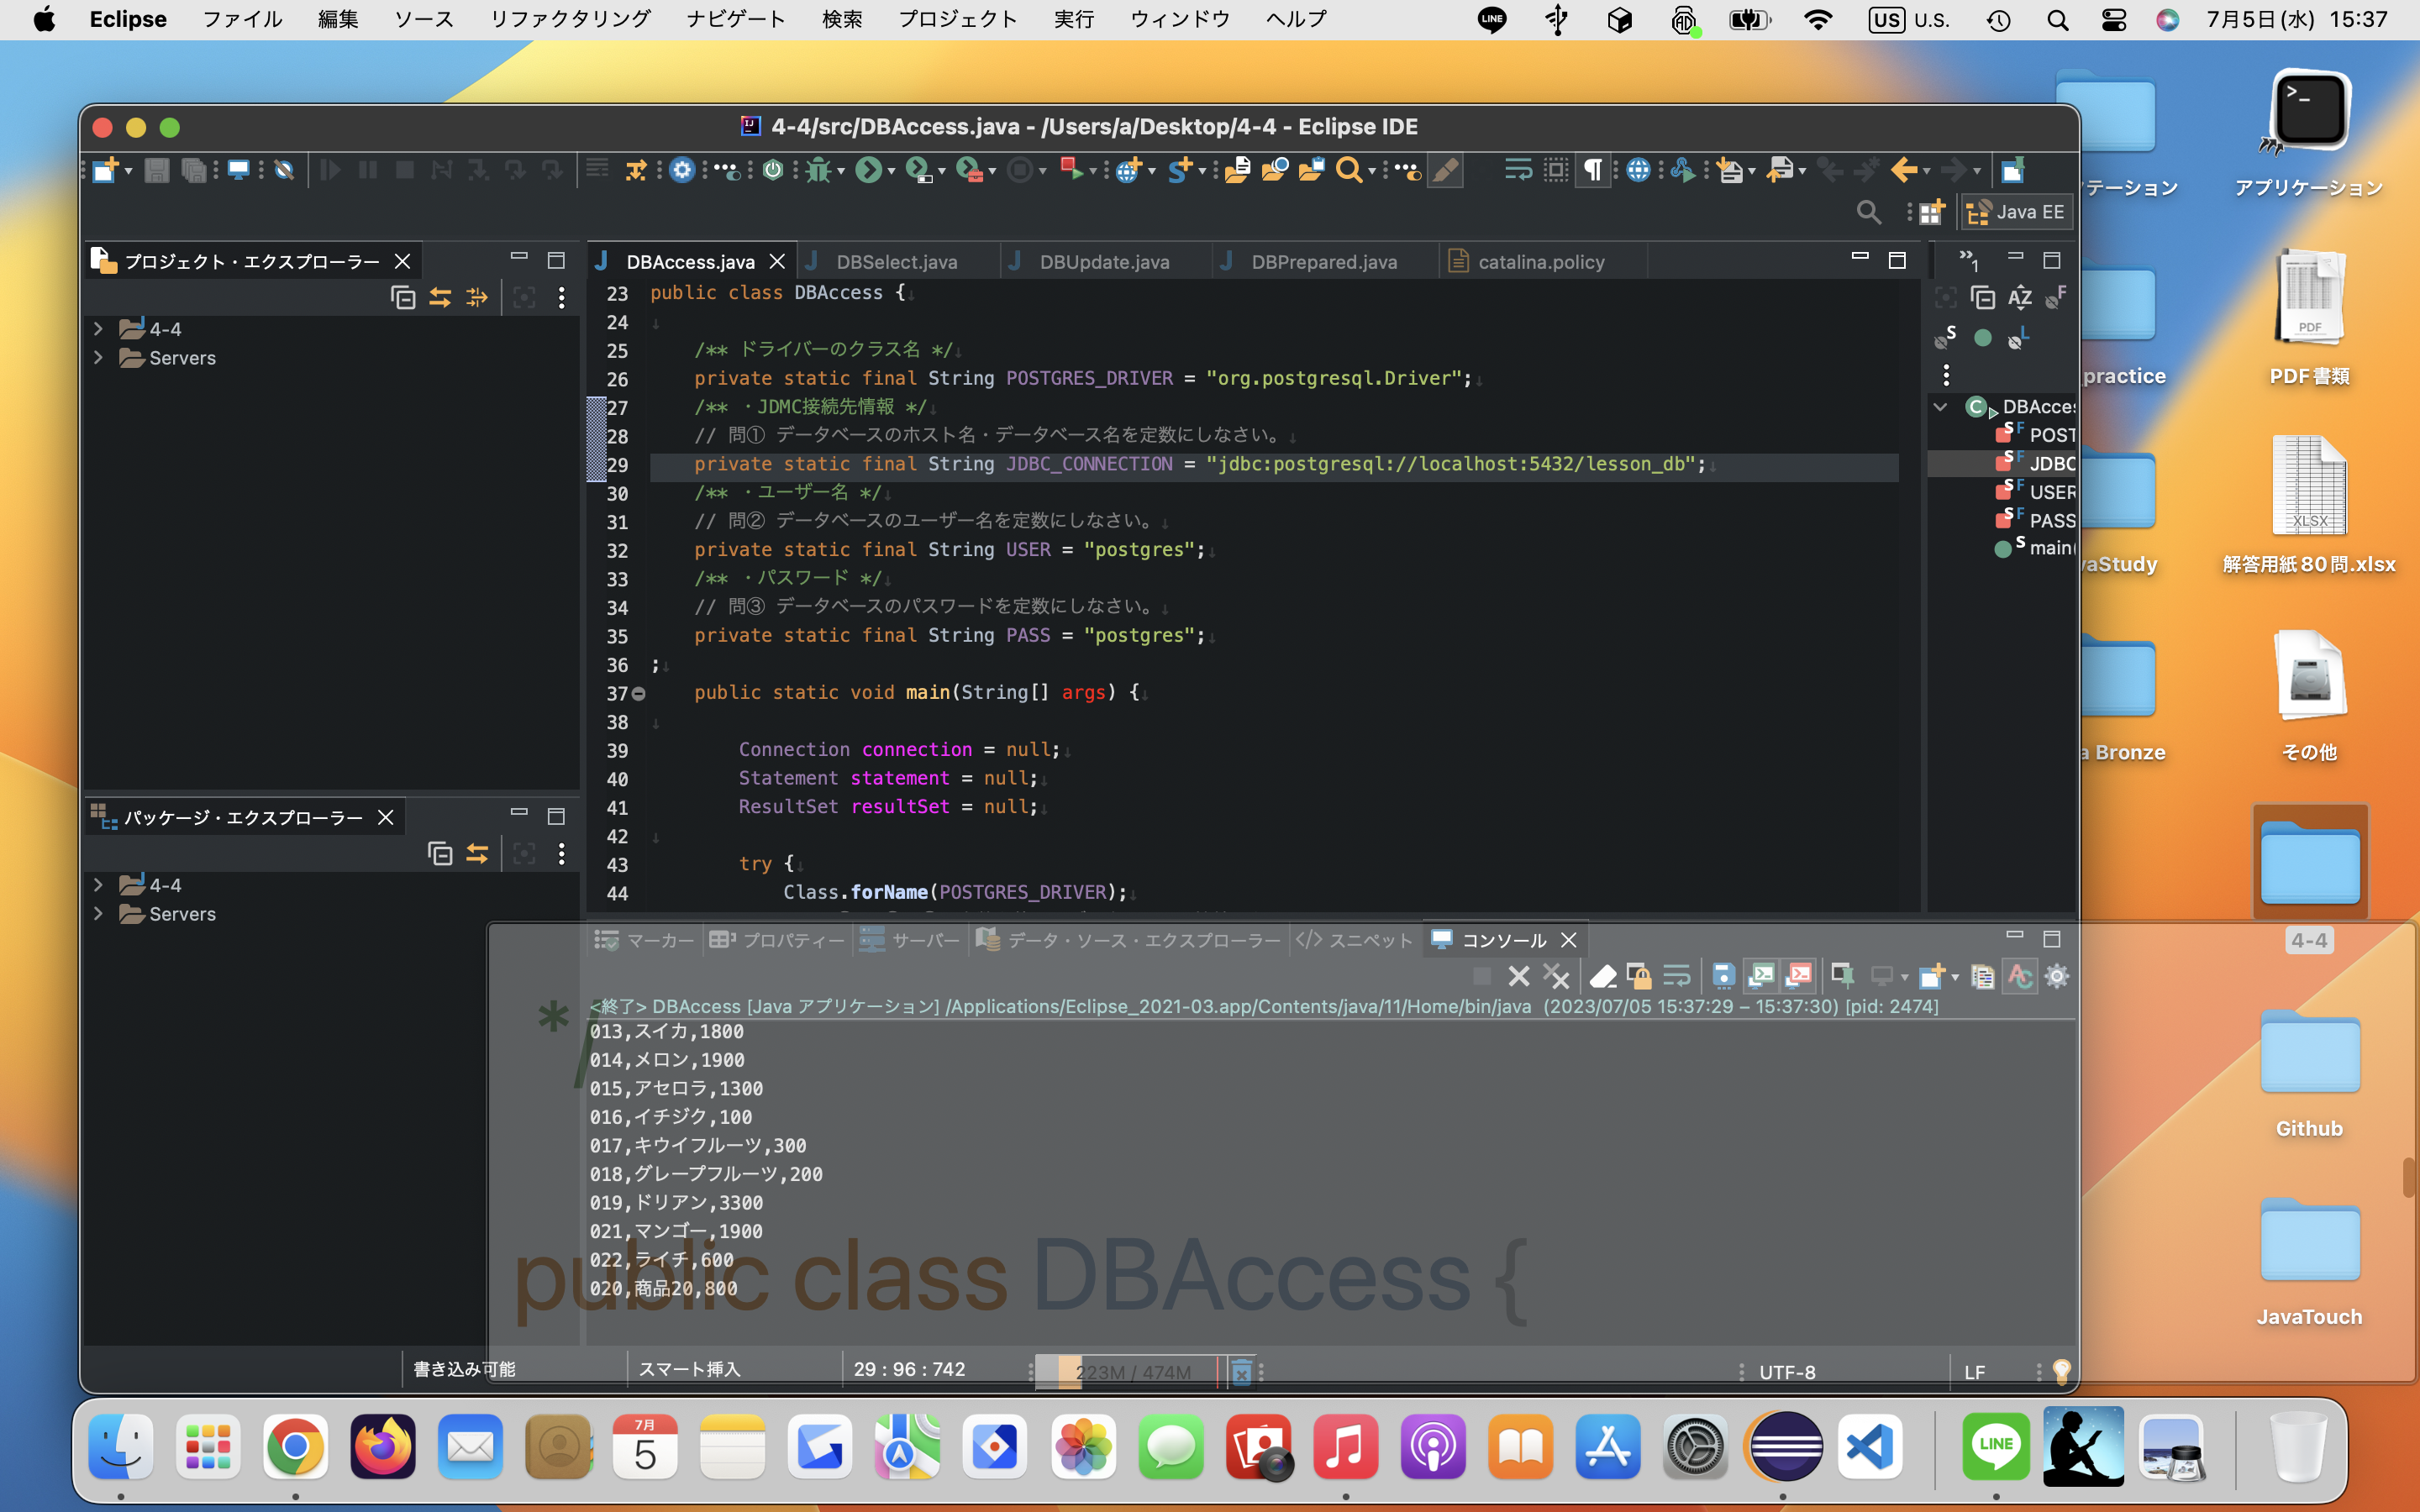 Eclipse ファイル 編集 ソース リファクタリング ナビゲート 検索 プロジェクト 実行 ウィンドウ ヘルプ
LINE US U.S. 7月5日(水) 15:37
4-4/src/DBAccess.java - /Users/a/Desktop/4-4 - Eclipse IDE
Java EE
プロジェクト・エクスプローラー
4-4
Servers
パッケージ・エクスプローラー
4-4
Servers
DBAccess.java DBSelect.java DBUpdate.java DBPrepared.java catalina.policy
23 public class DBAccess {
24
25 /** ドライバーのクラス名 */
26 private static final String POSTGRES_DRIVER = "org.postgresql.Driver";
27 /** ・JDMC接続先情報 */
28 // 問① データベースのホスト名・データベース名を定数にしなさい。
29 private static final String JDBC_CONNECTION = "jdbc:postgresql://localhost:5432/lesson_db";
30 /** ・ユーザー名 */
31 // 問② データベースのユーザー名を定数にしなさい。
32 private static final String USER = "postgres";
33 /** ・パスワード */
34 // 問③ データベースのパスワードを定数にしなさい。
35 private static final String PASS = "postgres";
36 ;
37 public static void main(String[] args) {
38
39 Connection connection = null;
40 Statement statement = null;
41 ResultSet resultSet = null;
42
43 try {
44 Class.forName(POSTGRES_DRIVER);
DBAcces
POST
JDBC
USER
PASS
main(
マーカー プロパティー サーバー データ・ソース・エクスプローラー スニペット コンソール
<終了> DBAccess [Java アプリケーション] /Applications/Eclipse_2021-03.app/Contents/java/11/Home/bin/java (2023/07/05 15:37:29 – 15:37:30) [pid: 2474]
013,スイカ,1800
014,メロン,1900
015,アセロラ,1300
016,イチジク,100
017,キウイフルーツ,300
018,グレープフルーツ,200
019,ドリアン,3300
021,マンゴー,1900
022,ライチ,600
020,商品20,800
*/
public class DBAccess {
書き込み可能 スマート挿入 29 : 96 : 742 223M / 474M UTF-8 LF
テーション
practice
vaStudy
a Bronze
アプリケーション
PDF
PDF書類
XLSX
解答用紙80問.xlsx
その他
4-4
Github
JavaTouch
7月
5
LINE